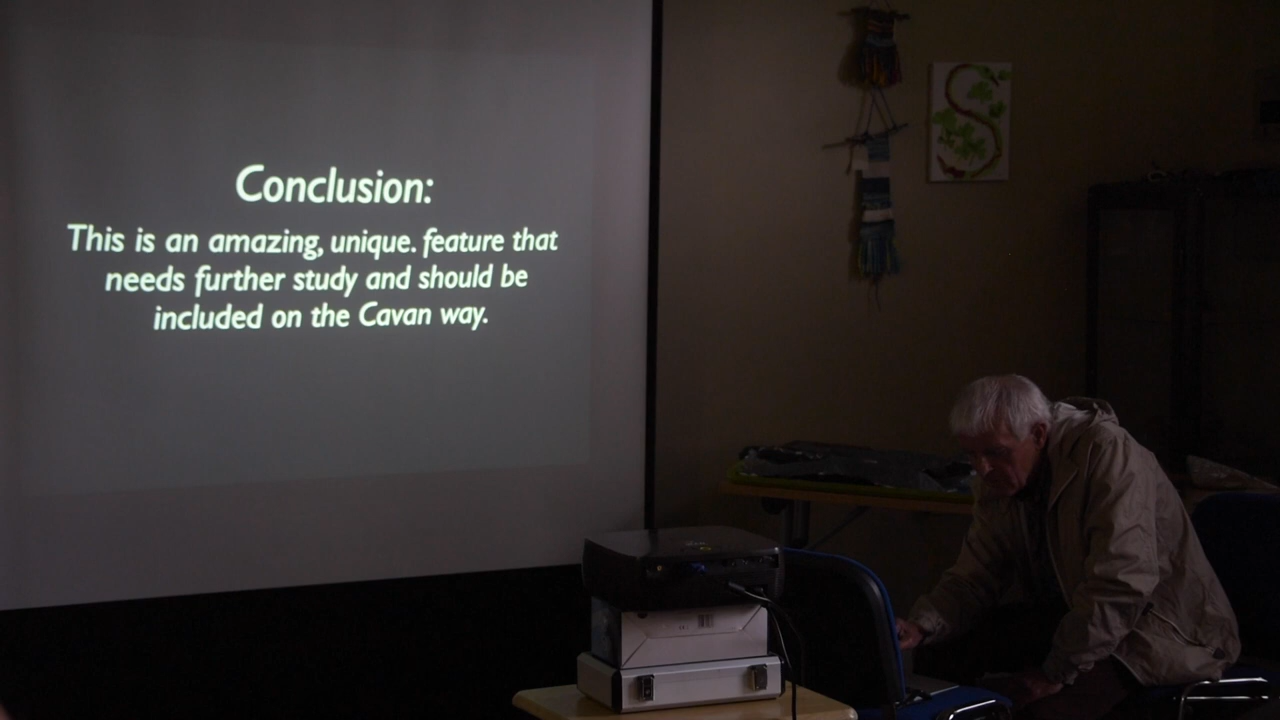 Conclusion:
This is an amazing, unique. feature that
needs further study and should be
included on the Cavan way.